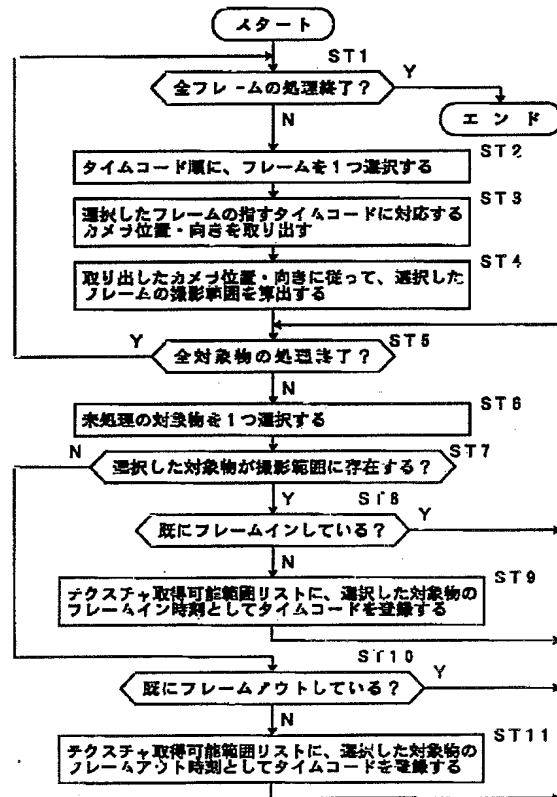 スタート
ST1
全フレームの処理終了?
Y
エンド
N
ST2
タイムコード順に、フレームを1つ選択する
ST3
選択したフレームの指すタイムコードに対応する
カメラ位置・向きを取り出す
ST4
取り出したカメラ位置・向きに従って、選択した
フレームの撮影範囲を算出する
Y
ST5
全対象物の処理終了?
N
ST6
未処理の対象物を1つ選択する
N
ST7
選択した対象物が撮影範囲に存在する?
Y
ST8
既にフレームインしている?
Y
N
ST9
テクスチャ取得可能範囲リストに、選択した対象物の
フレームイン時刻としてタイムコードを登録する
ST10
既にフレームアウトしている?
Y
N
ST11
テクスチャ取得可能範囲リストに、選択した対象物の
フレームアウト時刻としてタイムコードを登録する